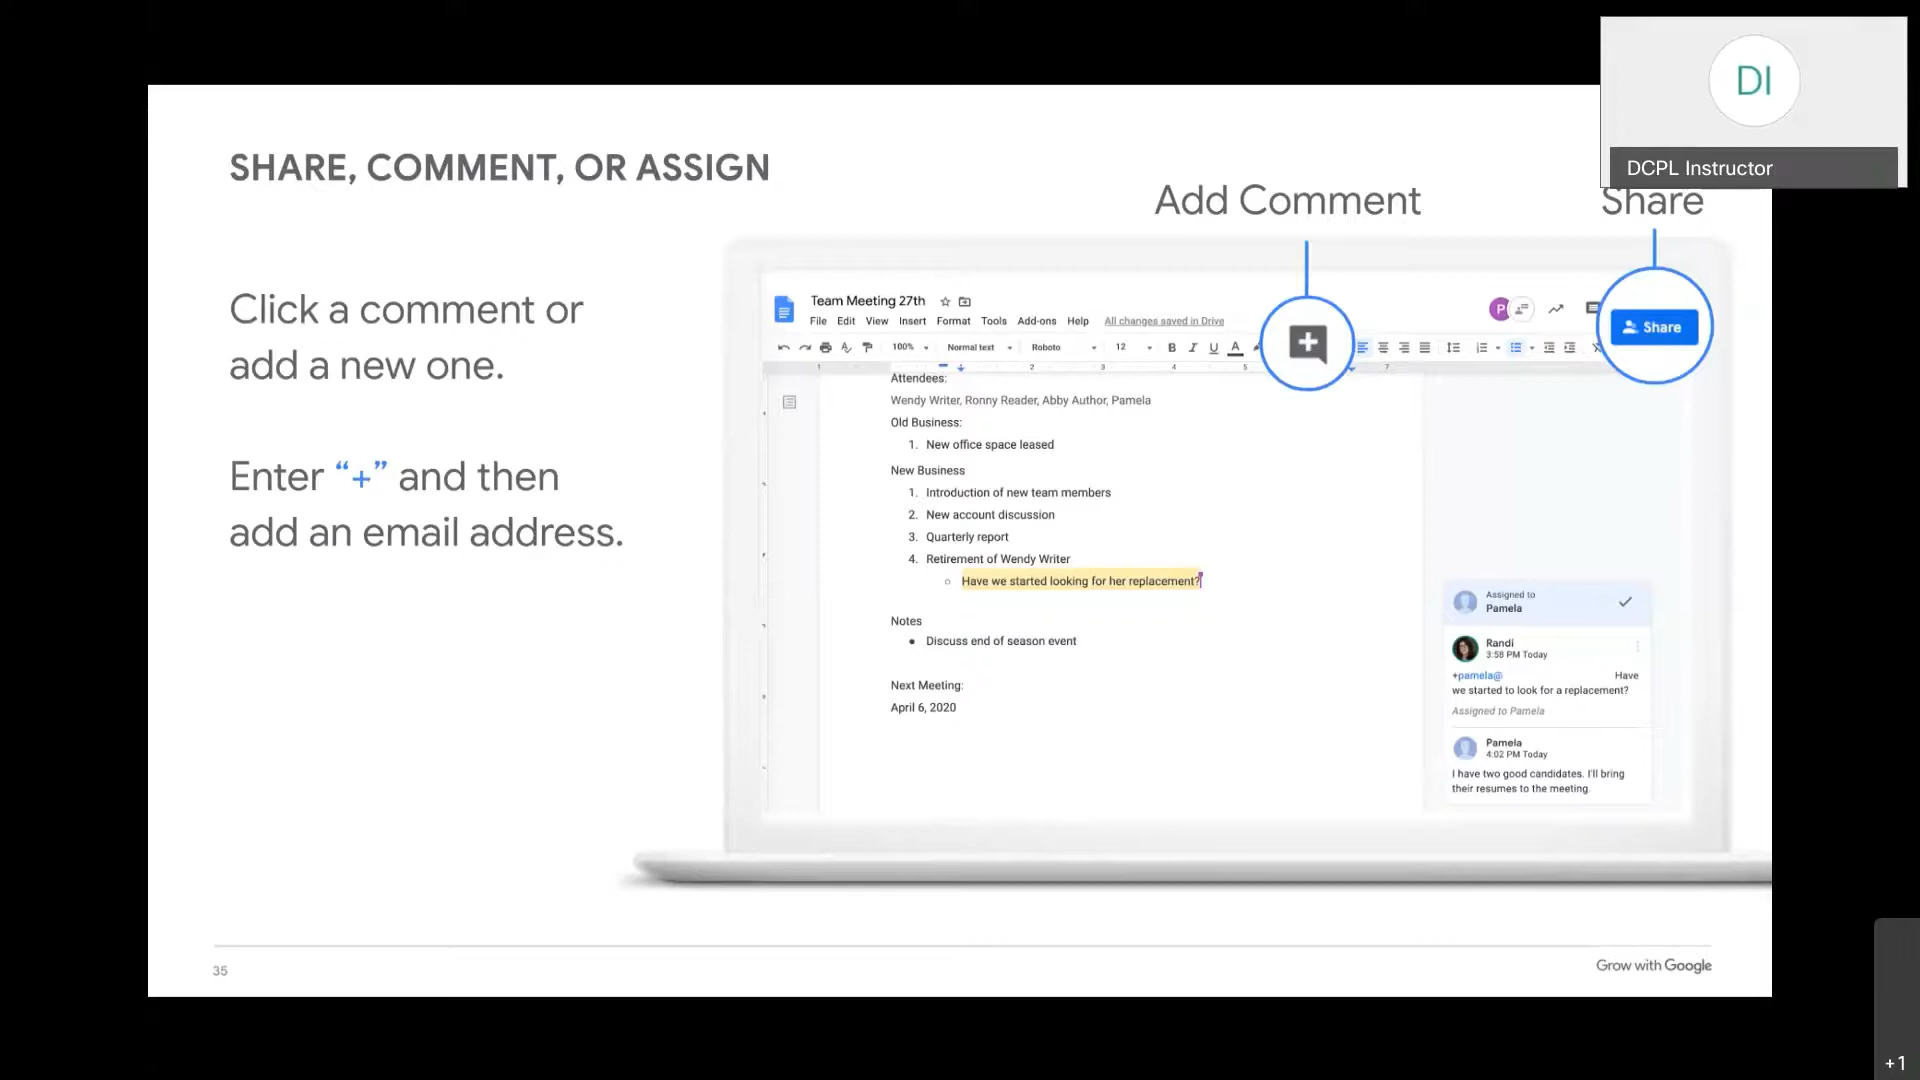 DI
DCPL Instructor
SHARE, COMMENT, OR ASSIGN
Add Comment
Share
Click a comment or
add a new one.
Enter “+” and then
add an email address.
Team Meeting 27th
File Edit View Insert Format Tools Add-ons Help All changes saved in Drive
P
Share
100% Normal text Roboto 12 B I U A
1 1 2 3 4 5 7
Attendees:
Wendy Writer, Ronny Reader, Abby Author, Pamela
Old Business:
1. New office space leased
New Business
1. Introduction of new team members
2. New account discussion
3. Quarterly report
4. Retirement of Wendy Writer
Have we started looking for her replacement?
Notes
Discuss end of season event
Next Meeting:
April 6, 2020
Assigned to
Pamela
Randi
3:58 PM Today
+pamela@ Have
we started to look for a replacement?
Assigned to Pamela
Pamela
4:02 PM Today
I have two good candidates. I'll bring
their resumes to the meeting.
35
Grow with Google
+1